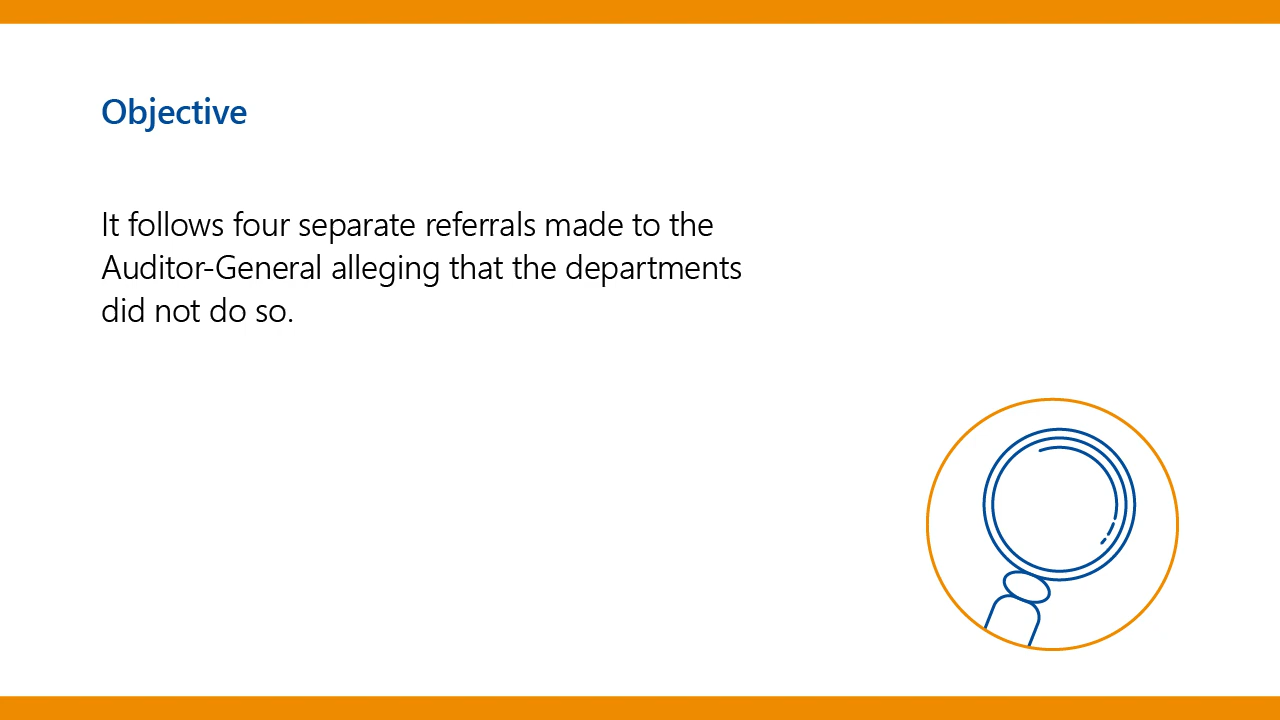 Objective
It follows four separate referrals made to the
Auditor-General alleging that the departments
did not do so.